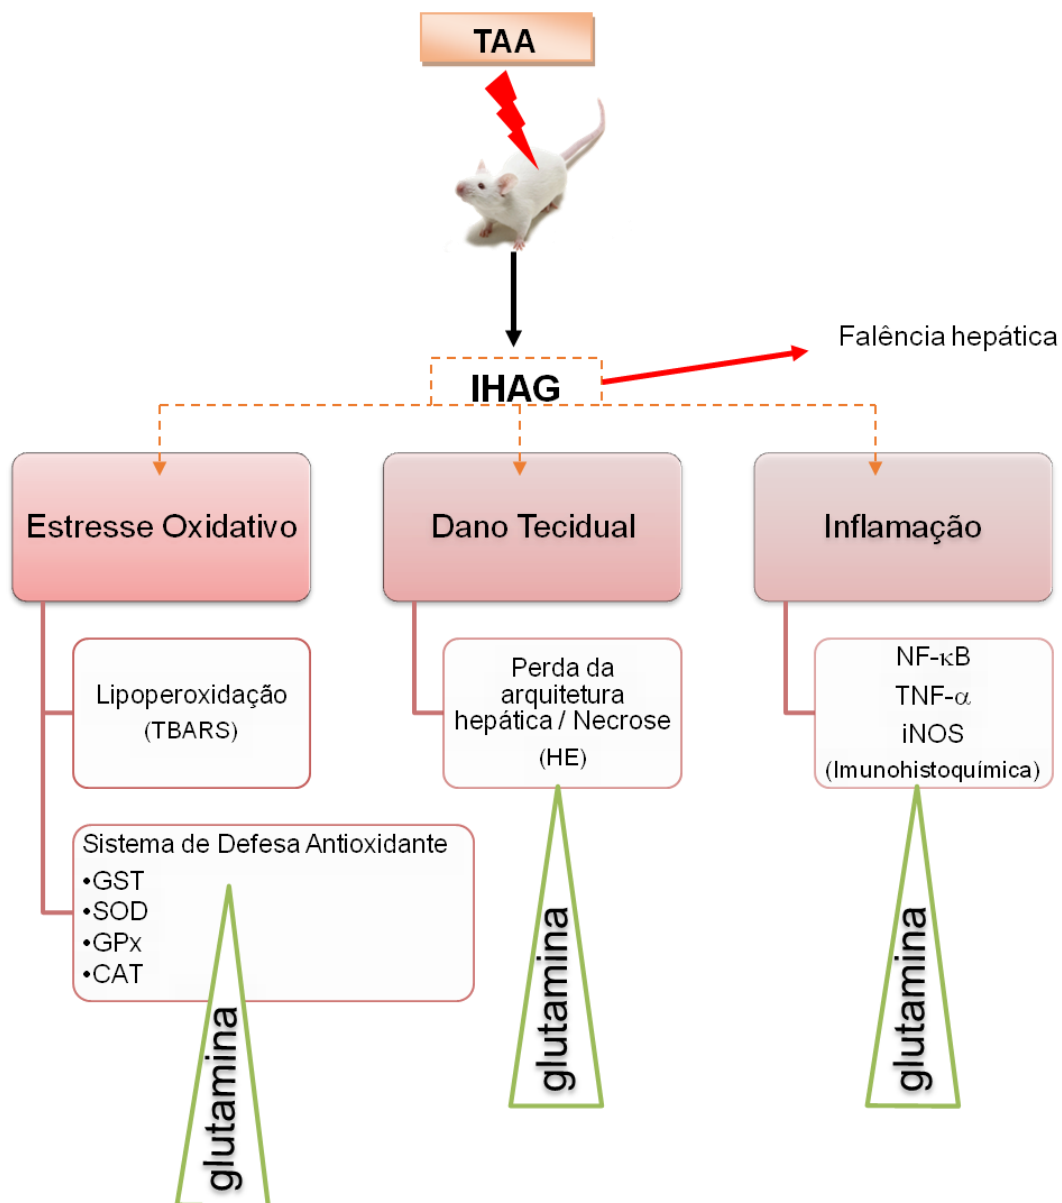 TAA
Falência hepática
IHAG
Estresse Oxidativo
Dano Tecidual
Inflamação
Lipoperoxidação
(TBARS)
Perda da
arquitetura
hepática / Necrose
(HE)
NF-κB
TNF-α
iNOS
(Imunohistoquímica)
Sistema de Defesa Antioxidante
•GST
•SOD
•GPx
•CAT
glutamina
glutamina
glutamina